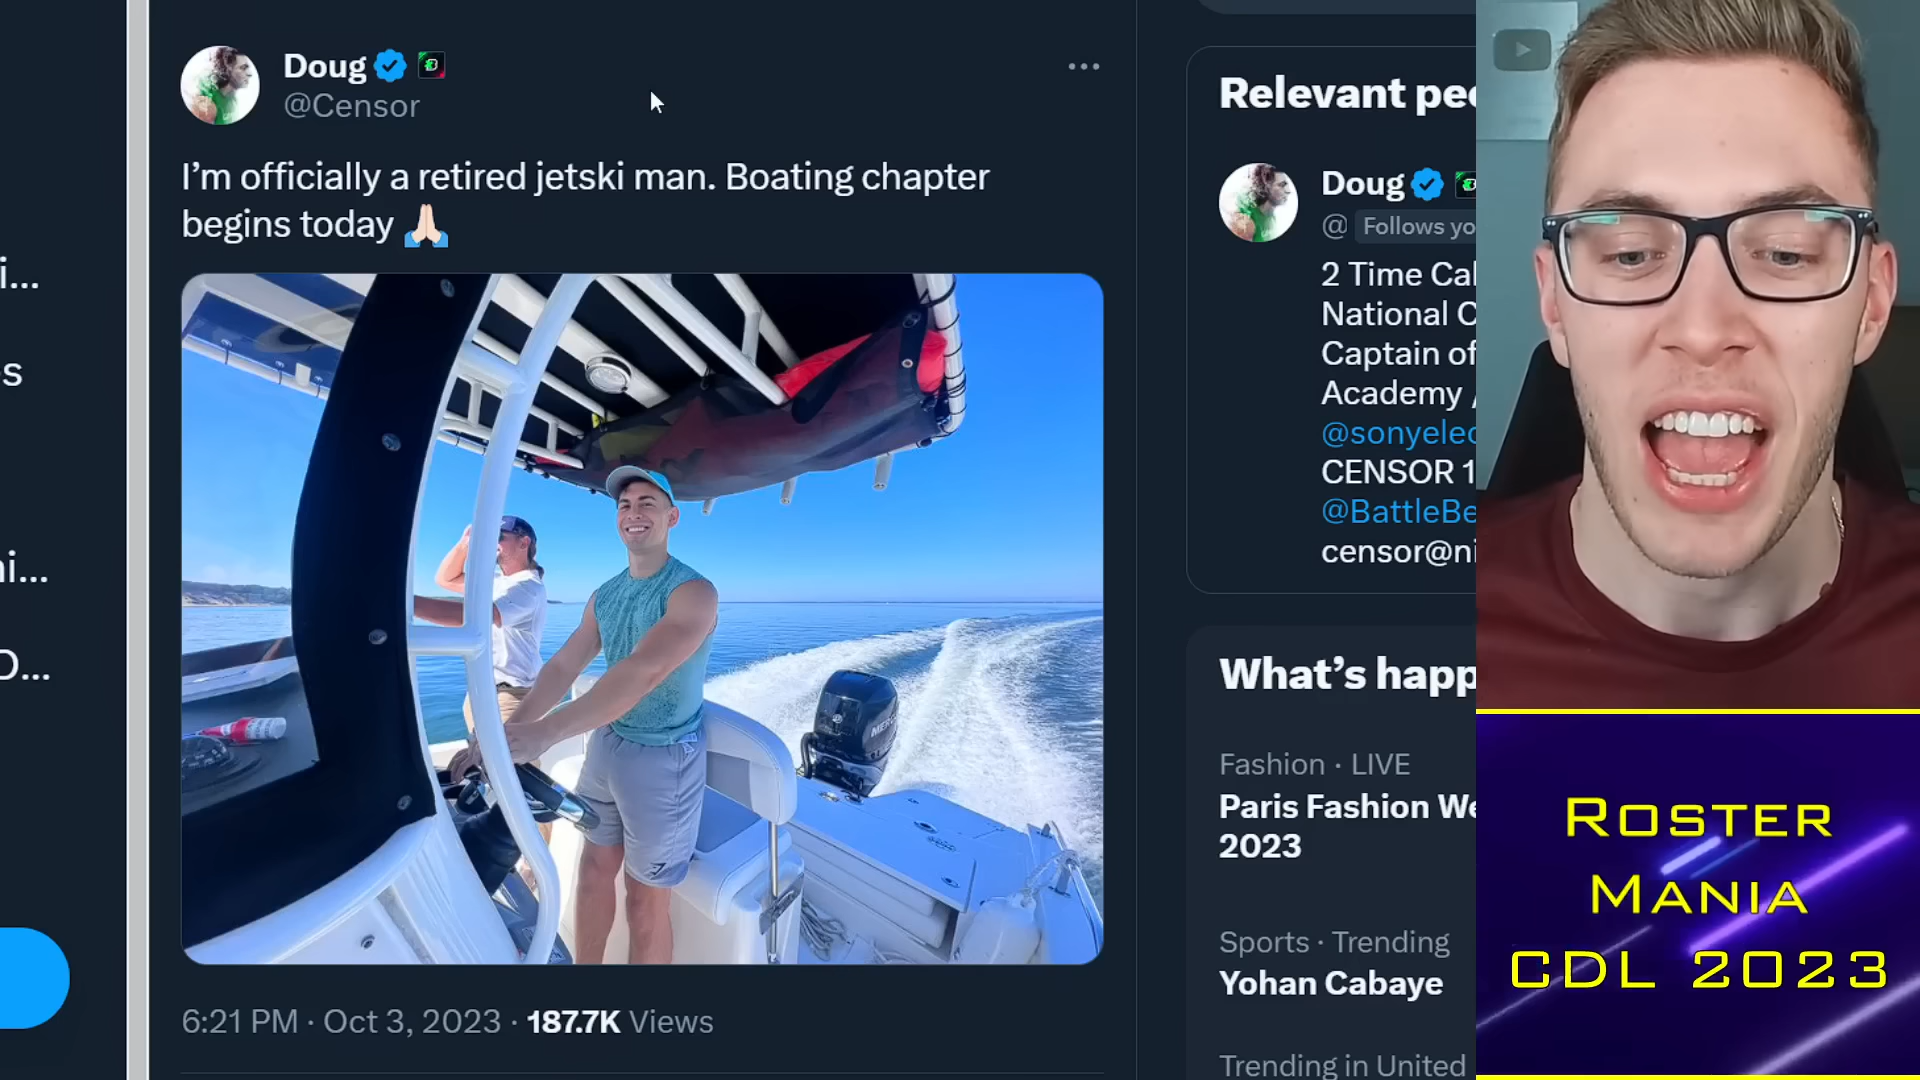 i...
s
ni...
D...
Doug
@Censor
I’m officially a retired jetski man. Boating chapter
begins today 🙏🏻
MERC
6:21 PM · Oct 3, 2023 · 187.7K Views
Relevant pe
Doug
@ Follows yo
2 Time Cal
National C
Captain of
Academy
@sonyelec
CENSOR 1
@BattleBe
censor@ni
What’s happ
Fashion · LIVE
Paris Fashion We
2023
Sports · Trending
Yohan Cabaye
Trending in United
Roster
Mania
CDL 2023